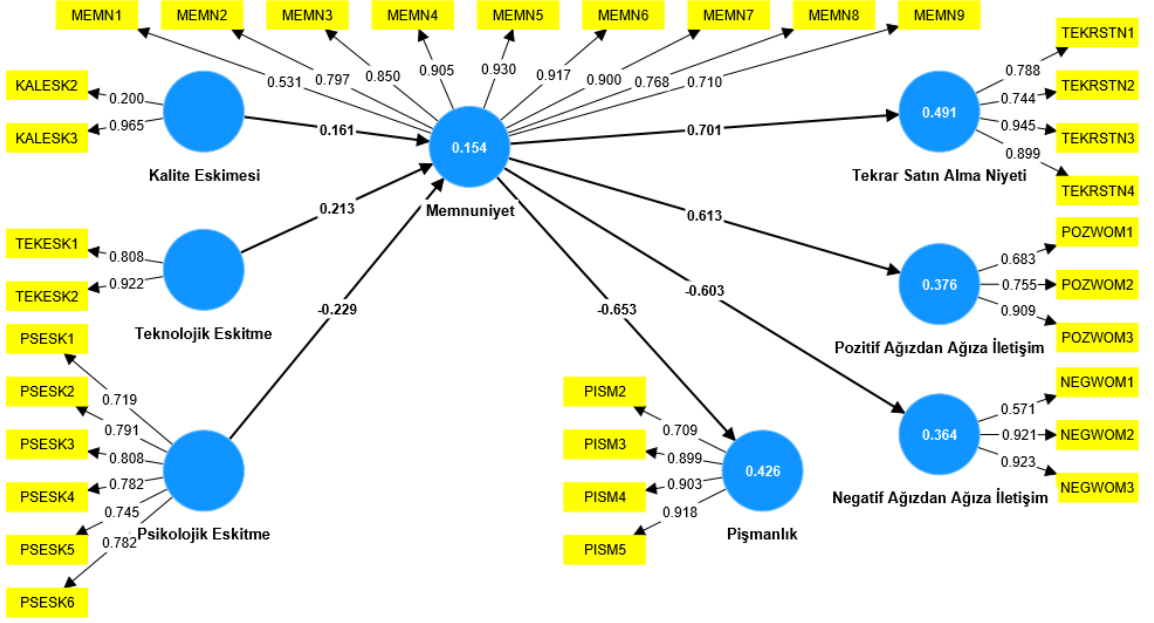 MEMN1
MEMN2
MEMN3
MEMN4
MEMN5
MEMN6
MEMN7
MEMN8
MEMN9
0.531
0.797
0.850
0.905
0.930
0.917
0.900
0.768
0.710
KALESK2
KALESK3
0.200
0.965
Kalite Eskimesi
0.161
0.154
Memnuniyet
0.701
0.491
Tekrar Satın Alma Niyeti
0.788
0.744
0.945
0.899
TEKRSTN1
TEKRSTN2
TEKRSTN3
TEKRSTN4
TEKESK1
TEKESK2
0.808
0.922
Teknolojik Eskitme
0.213
0.613
0.376
Pozitif Ağızdan Ağıza İletişim
0.683
0.755
0.909
POZWOM1
POZWOM2
POZWOM3
PSESK1
PSESK2
PSESK3
PSESK4
PSESK5
PSESK6
0.719
0.791
0.808
0.782
0.745
0.782
Psikolojik Eskitme
-0.229
-0.653
-0.603
PISM2
PISM3
PISM4
PISM5
0.709
0.899
0.903
0.918
0.426
Pişmanlık
0.364
Negatif Ağızdan Ağıza İletişim
0.571
0.921
0.923
NEGWOM1
NEGWOM2
NEGWOM3